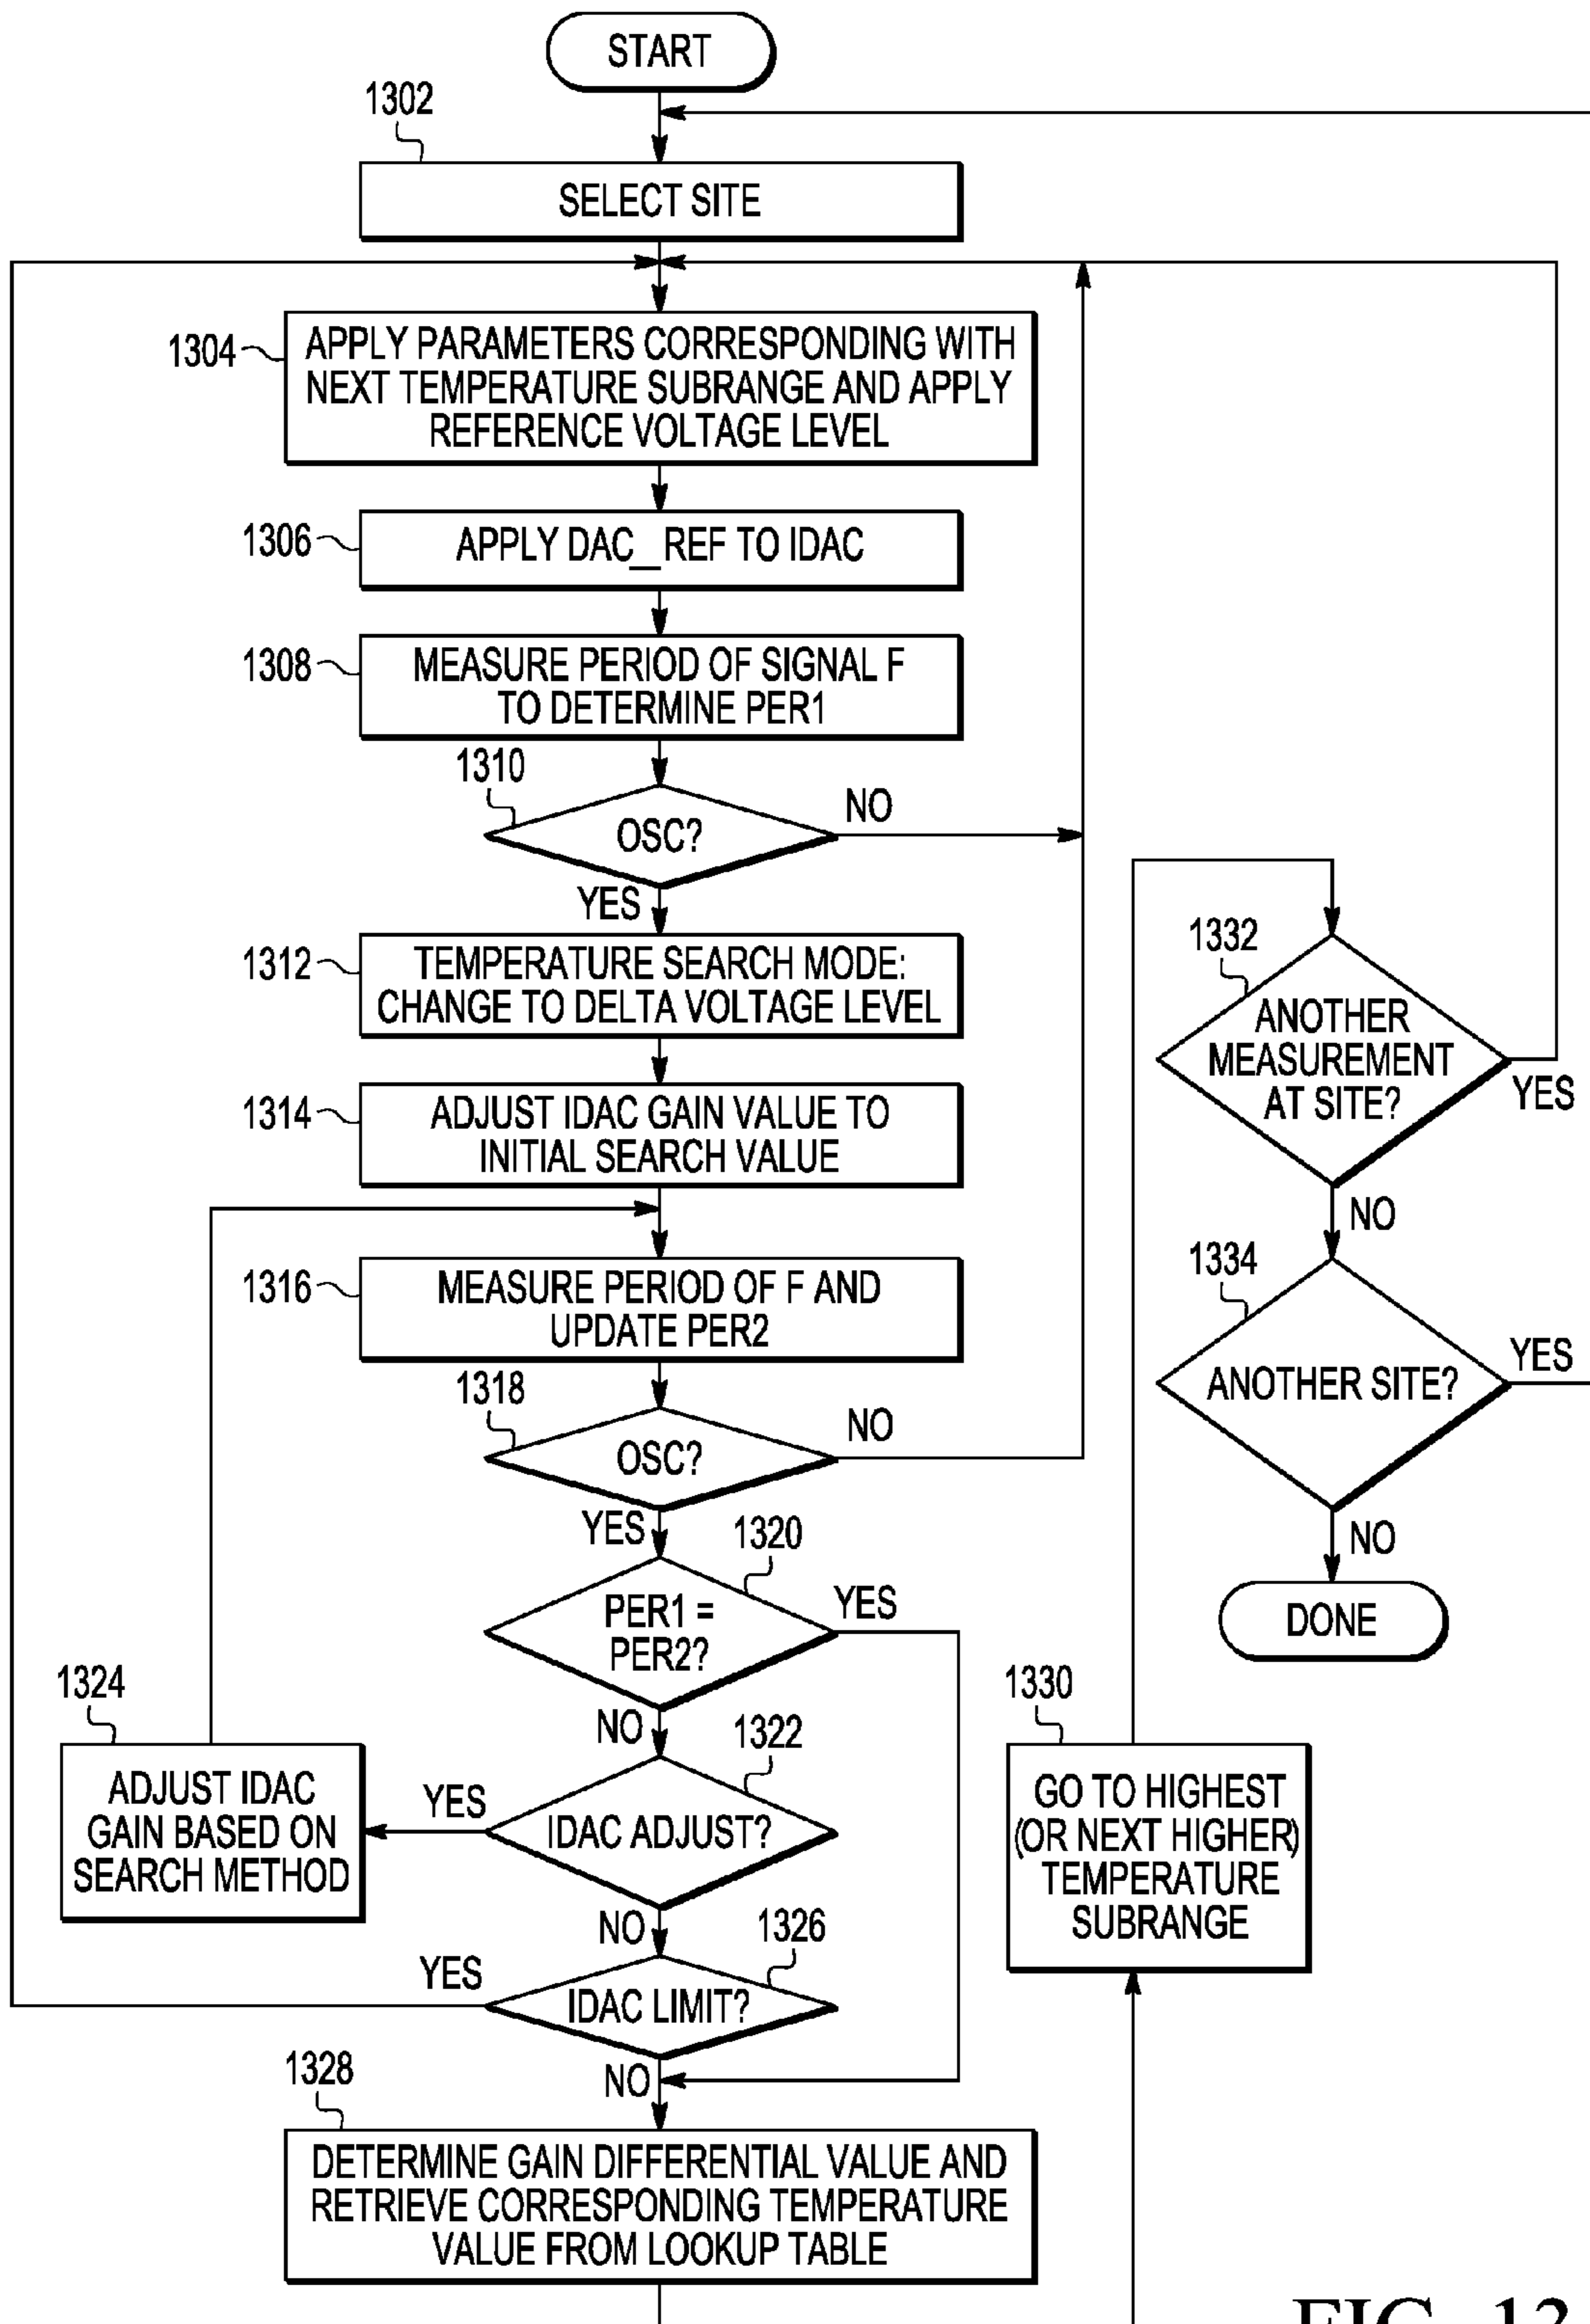 START
1302
SELECT SITE
1304
APPLY PARAMETERS CORRESPONDING WITH
NEXT TEMPERATURE SUBRANGE AND APPLY
REFERENCE VOLTAGE LEVEL
1306
APPLY DAC_REF TO IDAC
1308
MEASURE PERIOD OF SIGNAL F
TO DETERMINE PER1
1310
OSC?
NO
YES
1312
TEMPERATURE SEARCH MODE:
CHANGE TO DELTA VOLTAGE LEVEL
1314
ADJUST IDAC GAIN VALUE TO
INITIAL SEARCH VALUE
1316
MEASURE PERIOD OF F AND
UPDATE PER2
1318
OSC?
NO
YES
1320
PER1 =
PER2?
YES
NO
1322
IDAC ADJUST?
YES
1324
ADJUST IDAC
GAIN BASED ON
SEARCH METHOD
NO
1326
IDAC LIMIT?
YES
NO
1328
DETERMINE GAIN DIFFERENTIAL VALUE AND
RETRIEVE CORRESPONDING TEMPERATURE
VALUE FROM LOOKUP TABLE
1330
GO TO HIGHEST
(OR NEXT HIGHER)
TEMPERATURE
SUBRANGE
1332
ANOTHER
MEASUREMENT
AT SITE?
YES
NO
1334
ANOTHER SITE?
YES
NO
DONE
FIG. 13